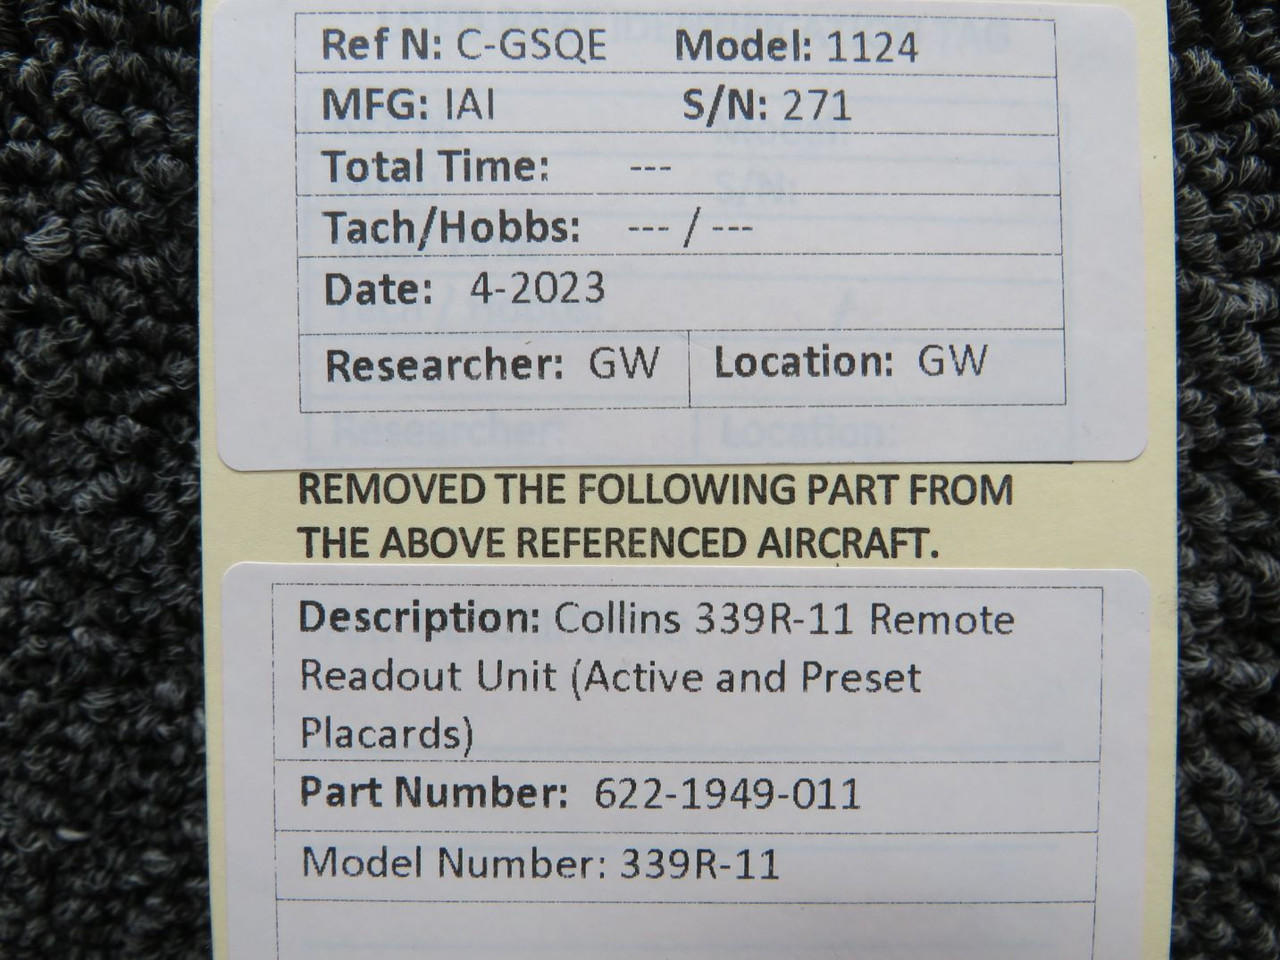 Ref N: C-GSQE Model: 1124
MFG: IAI S/N: 271
Total Time: ---
Tach/Hobbs: --- / ---
Date: 4-2023
Researcher: GW Location: GW
REMOVED THE FOLLOWING PART FROM
THE ABOVE REFERENCED AIRCRAFT.
Description: Collins 339R-11 Remote
Readout Unit (Active and Preset
Placards)
Part Number: 622-1949-011
Model Number: 339R-11